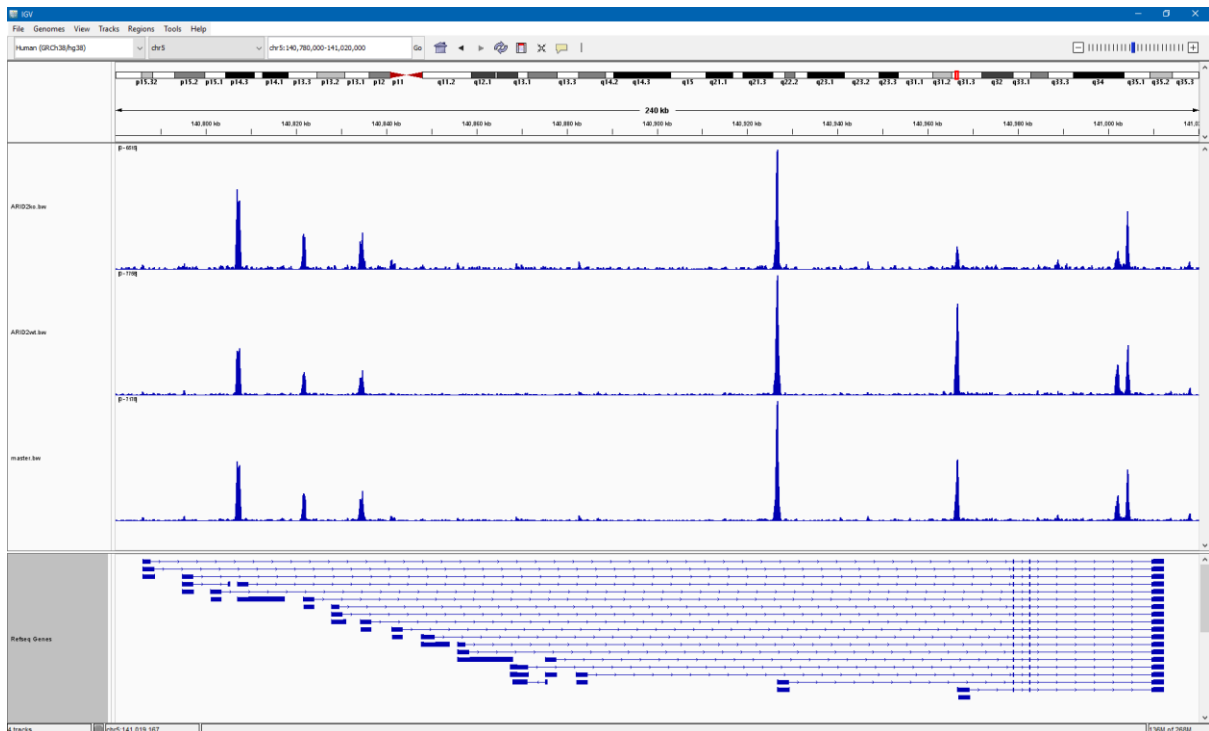 IGV
File Genomes View Tracks Regions Tools Help
Human (GRCh38/hg38) chr5 chr5:140,780,000-141,020,000 Go
p15.32 p15.2 p15.1 p14.3 p14.1 p13.3 p13.2 p13.1 p12 p11 q11.2 q12.1 q13.1 q13.3 q14.2 q14.3 q15 q21.1 q21.3 q22.2 q23.1 q23.2 q23.3 q31.1 q31.2 q31.3 q32 q33.1 q33.3 q34 q35.1 q35.2 q35.3
240 kb
140,800 kb 140,820 kb 140,840 kb 140,860 kb 140,880 kb 140,900 kb 140,920 kb 140,940 kb 140,960 kb 140,980 kb 141,000 kb
ARID2ko.bw
ARID2wt.bw
master.bw
Refseq Genes
4 tracks chr5:141,019,167